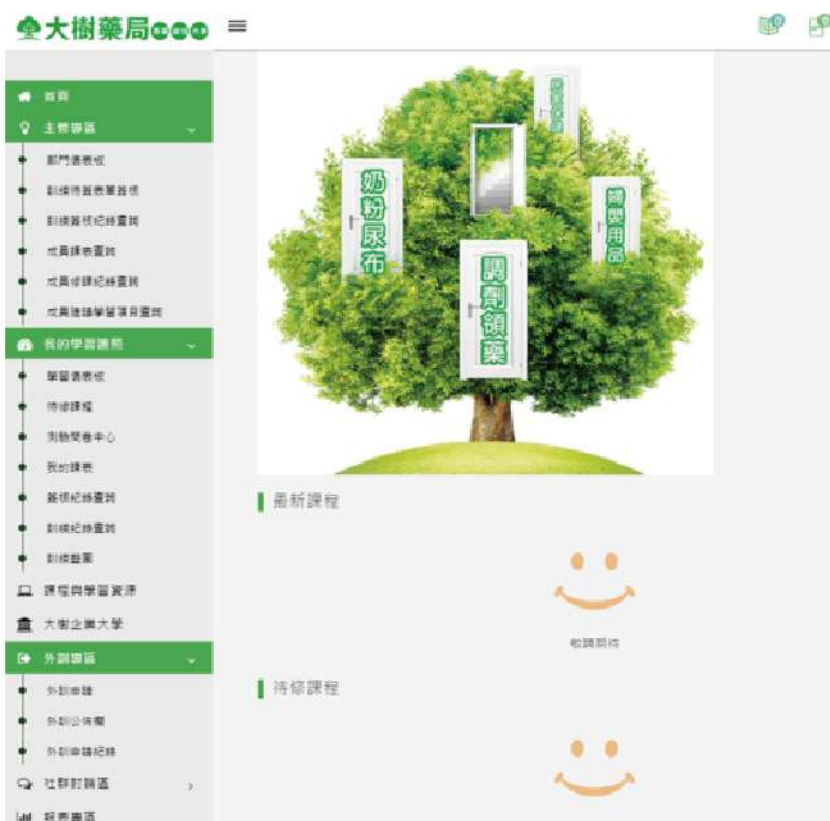 大樹藥局
首頁
主管專區
部門儀表板
訓練待簽表單簽核
訓練簽核紀錄查詢
成員課表查詢
成員修課紀錄查詢
我的學習護照
學習儀表板
待修課程
測驗問卷中心
我的課表
簽核紀錄查詢
訓練紀錄查詢
訓練藍圖
課程與學習資源
大樹企業大學
外訓專區
外訓申請
外訓公佈欄
外訓申請紀錄
社群討論區
報表專區
奶粉尿布
調劑領藥
婦嬰用品
最新課程
敬請期待
待修課程